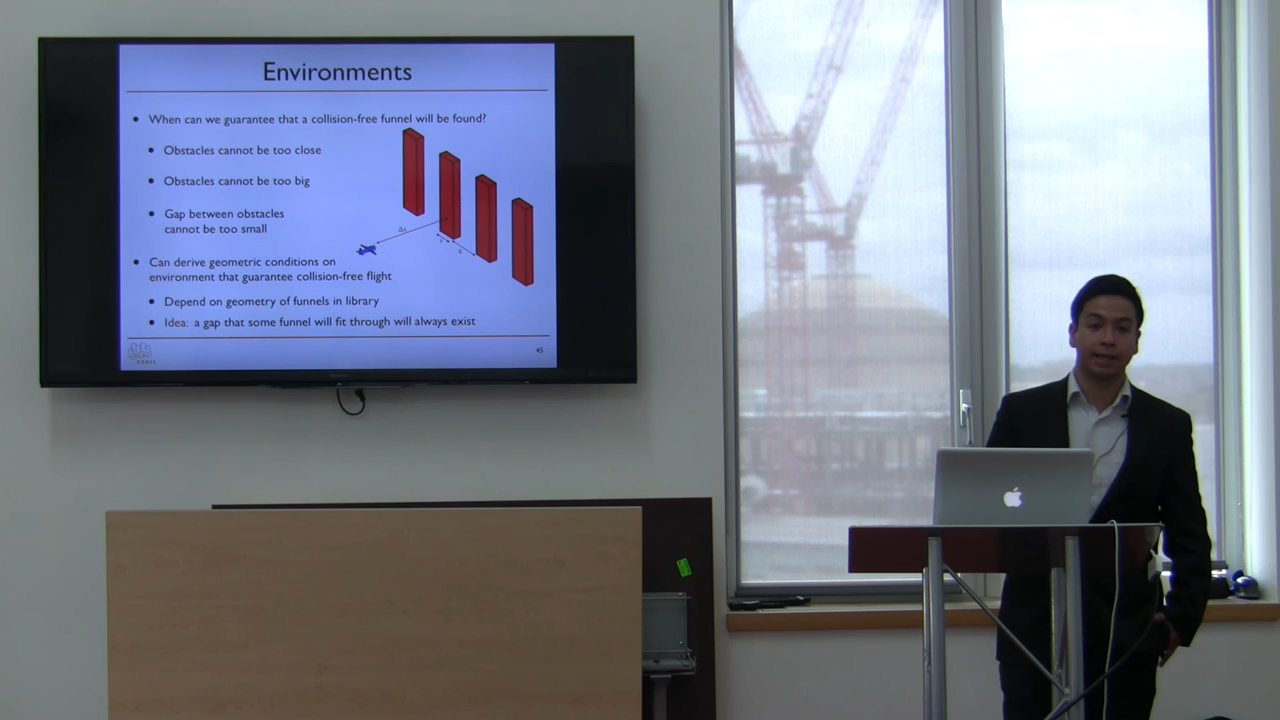 Environments
• When can we guarantee that a collision-free funnel will be found?
• Obstacles cannot be too close
• Obstacles cannot be too big
• Gap between obstacles
cannot be too small
• Can derive geometric conditions on
environment that guarantee collision-free flight
• Depend on geometry of funnels in library
• Idea: a gap that some funnel will fit through will always exist
45